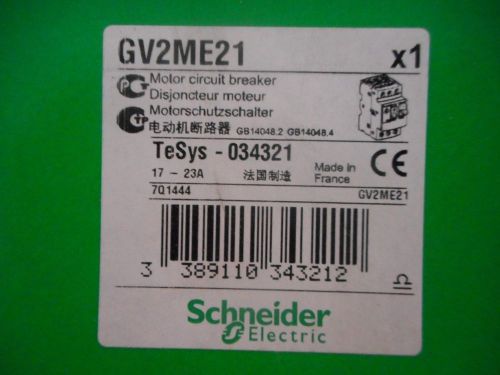 GV2ME21 x1
Motor circuit breaker
Disjoncteur moteur
Motorschutzschalter
电动机断路器 GB14048.2 GB14048.4
TeSys - 034321
17 - 23A 法国制造 Made in France CE
7Q1444 GV2ME21
3 389110 343212
Schneider
Electric